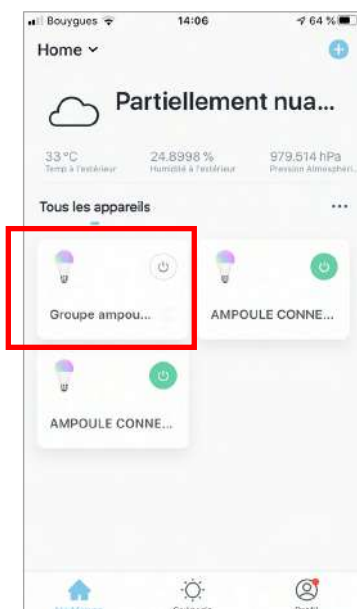 Bouygues 14:06 64 %
Home
Partiellement nua...
33 °C 24.8998 % 979.514 hPa
Temp à l'extérieur Humidité à l'extérieur Pression Atmosphéri...
Tous les appareils ...
Groupe ampou... AMPOULE CONNE...
AMPOULE CONNE...
Profil